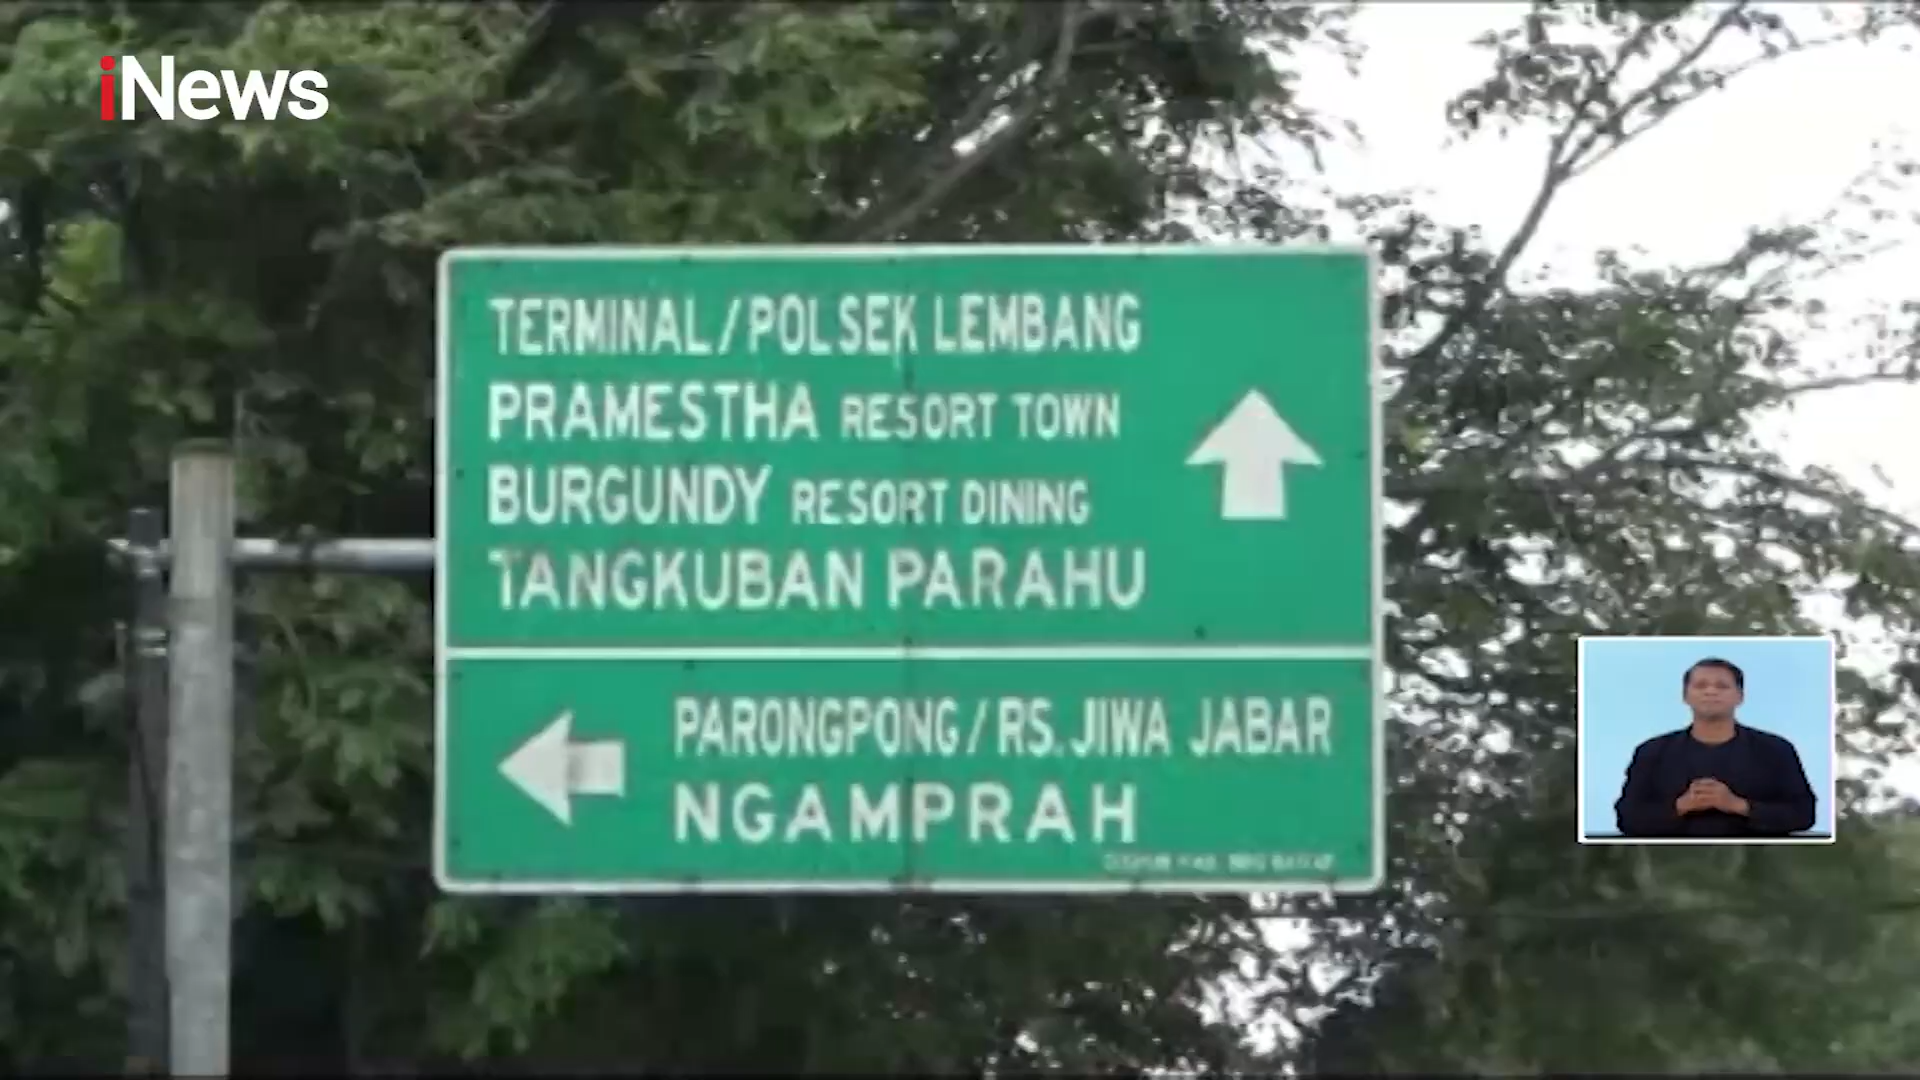 iNews
TERMINAL/POLSEK LEMBANG
PRAMESTHA RESORT TOWN
BURGUNDY RESORT DINING
TANGKUBAN PARAHU
PARONGPONG/RS.JIWA JABAR
NGAMPRAH